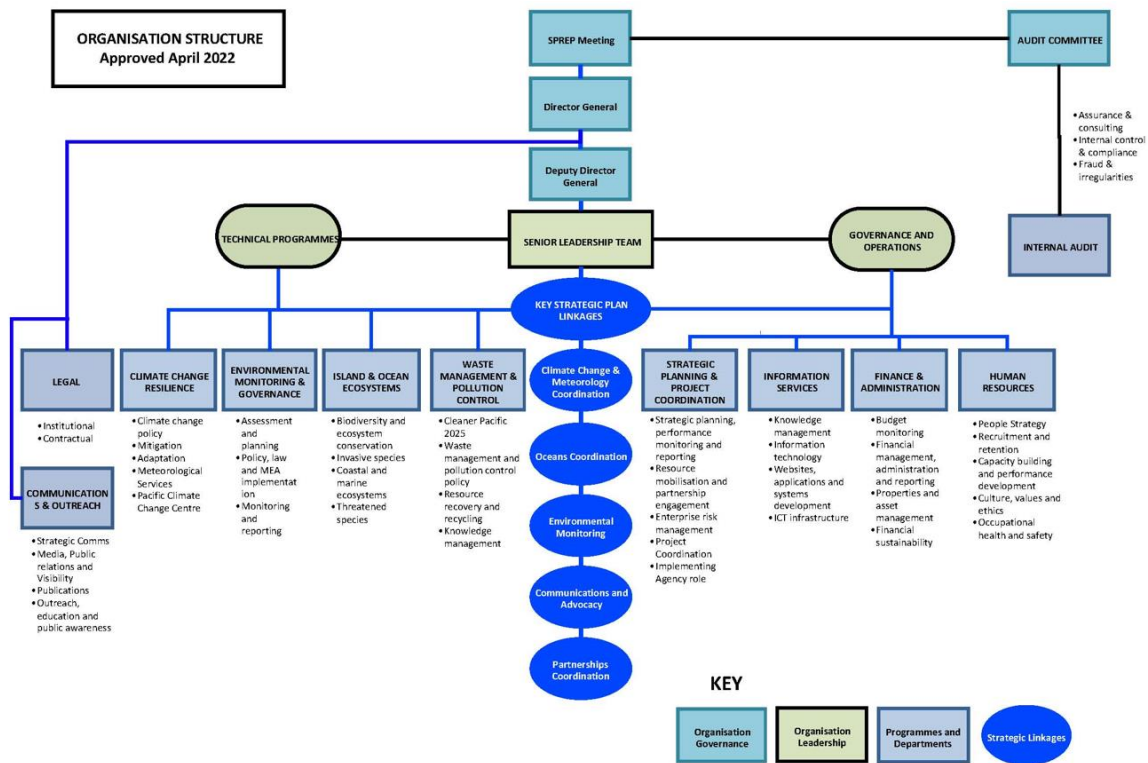 ORGANISATION STRUCTURE
Approved April 2022
SPREP Meeting
AUDIT COMMITTEE
Director General
•Assurance &
consulting
•Internal control
& compliance
•Fraud &
irregularities
Deputy Director
General
TECHNICAL PROGRAMMES
SENIOR LEADERSHIP TEAM
GOVERNANCE AND
OPERATIONS
INTERNAL AUDIT
KEY STRATEGIC PLAN
LINKAGES
LEGAL
•Institutional
•Contractual
COMMUNICATION
S & OUTREACH
•Strategic Comms
•Media, Public
relations and
Visibility
•Publications
•Outreach,
education and
public awareness
CLIMATE CHANGE
RESILIENCE
•Climate change
policy
•Mitigation
•Adaptation
•Meteorological
Services
•Pacific Climate
Change Centre
ENVIRONMENTAL
MONITORING &
GOVERNANCE
•Assessment
and
planning
•Policy, law
and MEA
implementat
ion
•Monitoring
and
reporting
ISLAND & OCEAN
ECOSYSTEMS
•Biodiversity and
ecosystem
conservation
•Invasive species
•Coastal and
marine
ecosystems
•Threatened
species
WASTE
MANAGEMENT &
POLLUTION
CONTROL
•Cleaner Pacific
2025
•Waste
management and
pollution control
policy
•Resource
recovery and
recycling
•Knowledge
management
Climate Change &
Meteorology
Coordination
Oceans Coordination
Environmental
Monitoring
Communications and
Advocacy
Partnerships
Coordination
STRATEGIC
PLANNING &
PROJECT
COORDINATION
•Strategic planning,
performance
monitoring and
reporting
•Resource
mobilisation and
partnership
engagement
•Enterprise risk
management
•Project
Coordination
•Implementing
Agency role
INFORMATION
SERVICES
•Knowledge
management
•Information
technology
•Websites,
applications and
systems
development
•ICT infrastructure
FINANCE &
ADMINISTRATION
•Budget
monitoring
•Financial
management,
administration
and reporting
•Properties and
asset
management
•Financial
sustainability
HUMAN
RESOURCES
•People Strategy
•Recruitment and
retention
•Capacity building
and performance
development
•Culture, values and
ethics
•Occupational
health and safety
KEY
Organisation
Governance
Organisation
Leadership
Programmes and
Departments
Strategic Linkages